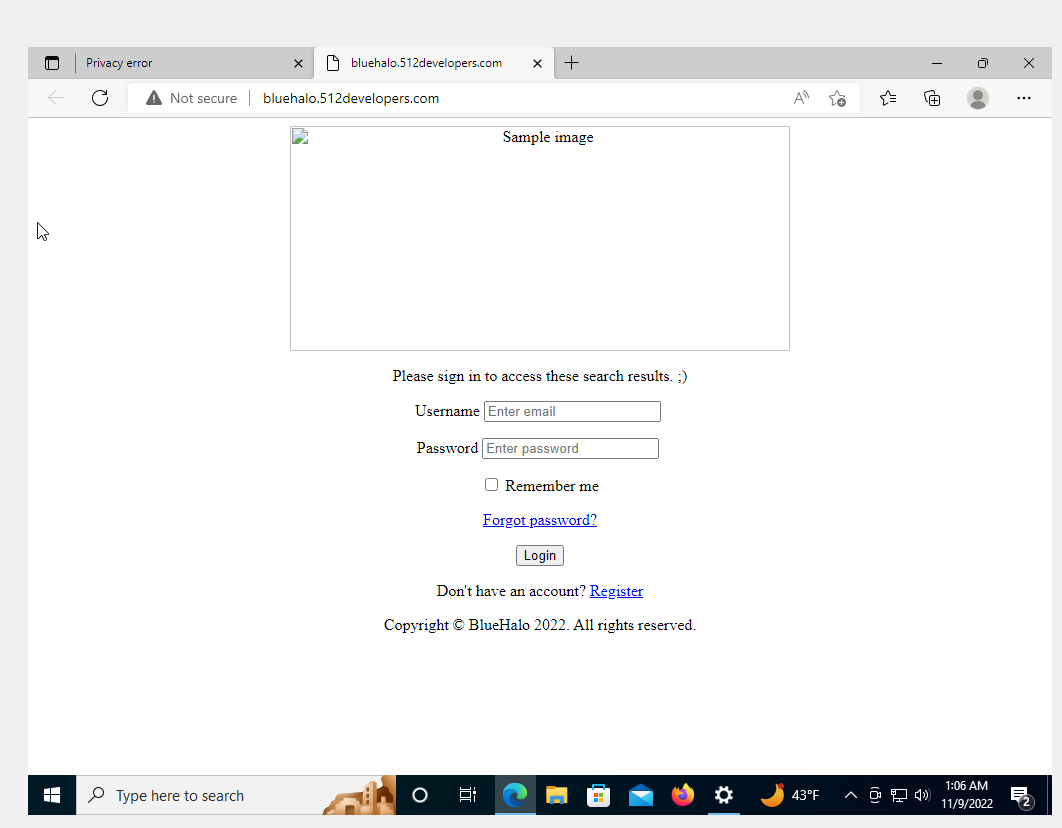 Privacy error
bluehalo.512developers.com
Not secure
bluehalo.512developers.com
Sample image
Please sign in to access these search results. ;)
Username Enter email
Password Enter password
Remember me
Forgot password?
Login
Don't have an account? Register
Copyright © BlueHalo 2022. All rights reserved.
Type here to search
43°F
1:06 AM
11/9/2022
2